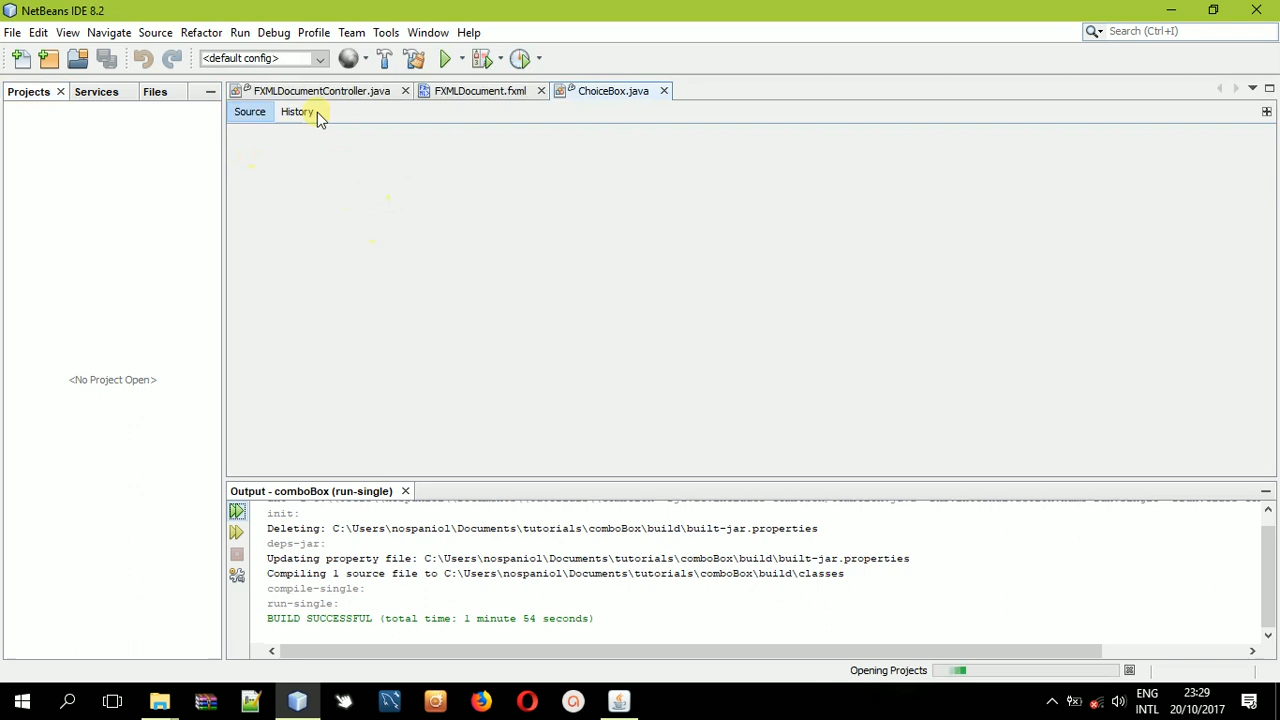 NetBeans IDE 8.2
File Edit View Navigate Source Refactor Run Debug Profile Team Tools Window Help
Search (Ctrl+I)
<default config>
Projects Services Files
FXMLDocumentController.java FXMLDocument.fxml ChoiceBox.java
Source History
<No Project Open>
Output - comboBox (run-single)
init:
Deleting: C:\Users\nospaniol\Documents\tutorials\comboBox\build\built-jar.properties
deps-jar:
Updating property file: C:\Users\nospaniol\Documents\tutorials\comboBox\build\built-jar.properties
Compiling 1 source file to C:\Users\nospaniol\Documents\tutorials\comboBox\build\classes
compile-single:
run-single:
BUILD SUCCESSFUL (total time: 1 minute 54 seconds)
Opening Projects
ENG 23:29
INTL 20/10/2017